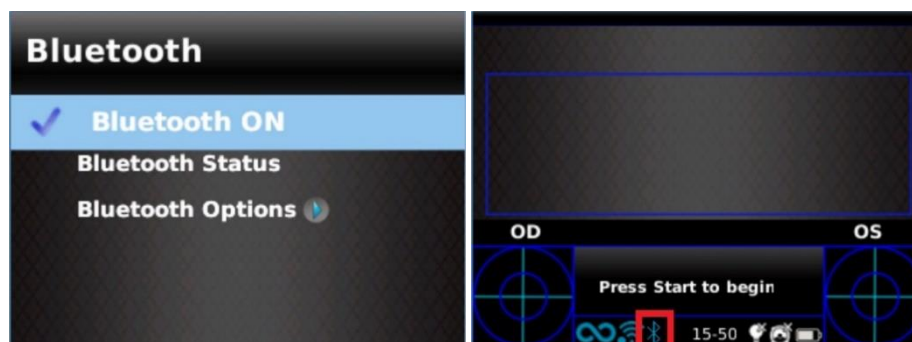 Bluetooth
Bluetooth ON
Bluetooth Status
Bluetooth Options
OD
OS
Press Start to begin
15-50